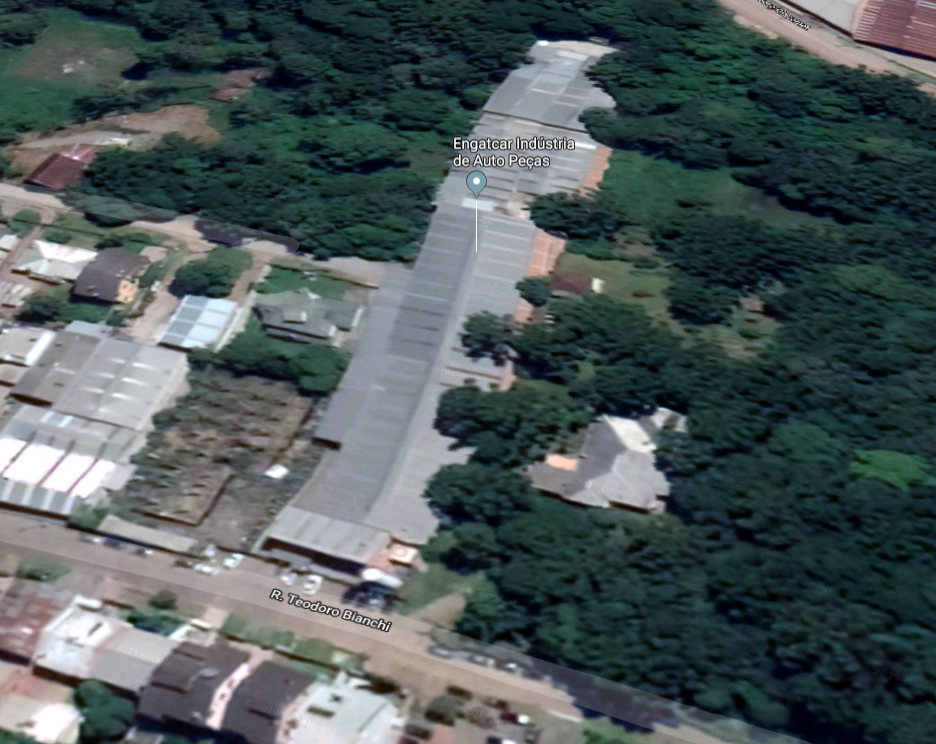 Engatcar Indústria
de Auto Peças
R. Teodoro Bianchi